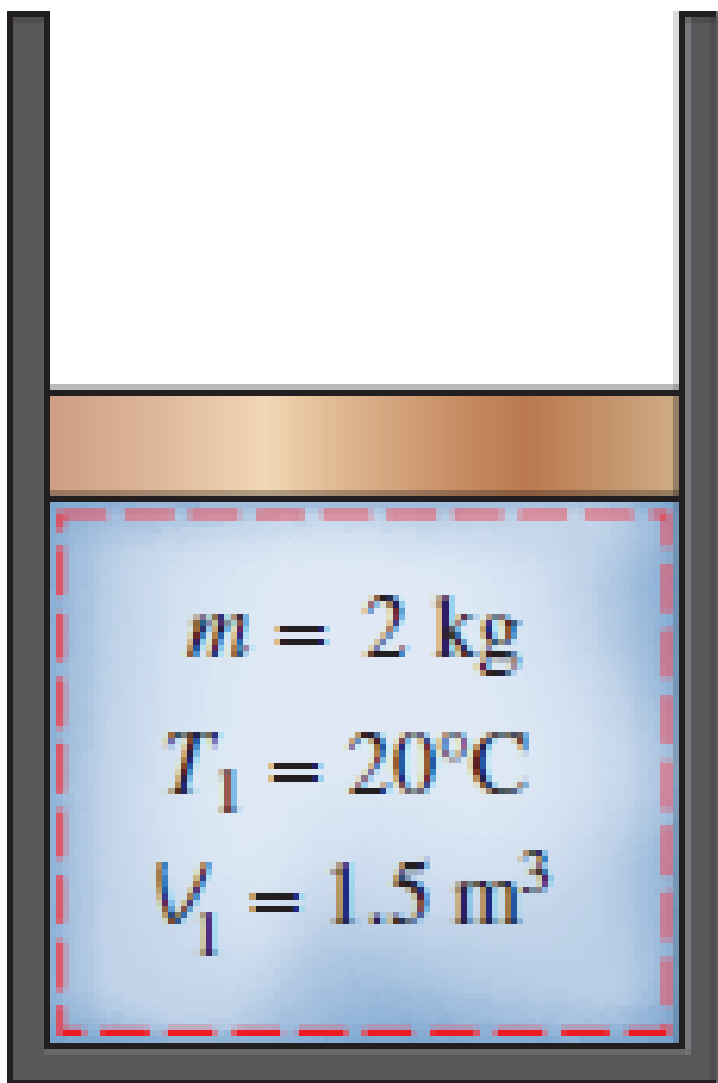 m = 2 kg
T₁ = 20°C
V₁ = 1.5 m³